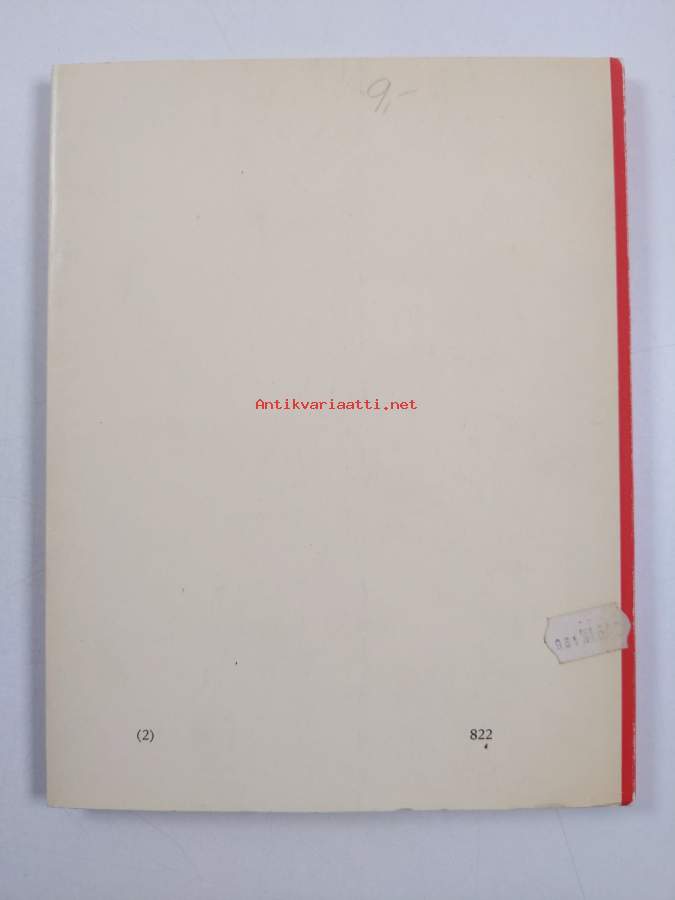 9,-
Antikvariaatti.net
(2) 822